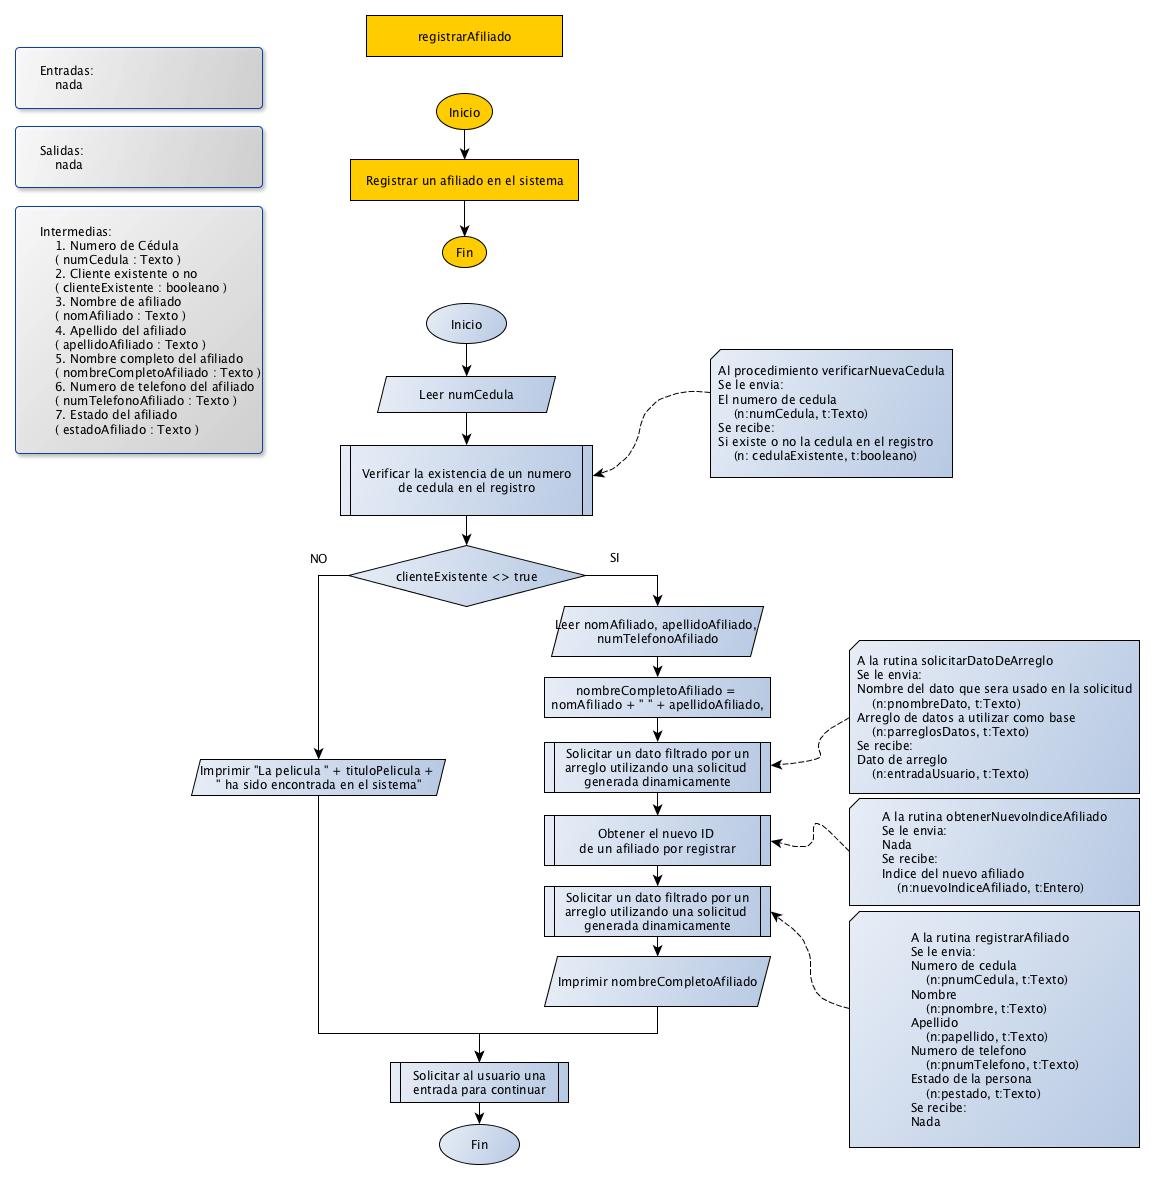 registrarAfiliado
Entradas:
nada
Salidas:
nada
Intermedias:
1. Numero de Cédula
( numCedula : Texto )
2. Cliente existente o no
( clienteExistente : booleano )
3. Nombre de afiliado
( nomAfiliado : Texto )
4. Apellido del afiliado
( apellidoAfiliado : Texto )
5. Nombre completo del afiliado
( nombreCompletoAfiliado : Texto )
6. Numero de telefono del afiliado
( numTelefonoAfiliado : Texto )
7. Estado del afiliado
( estadoAfiliado : Texto )
Inicio
Registrar un afiliado en el sistema
Fin
Inicio
Leer numCedula
Verificar la existencia de un numero
de cedula en el registro
Al procedimiento verificarNuevaCedula
Se le envia:
El numero de cedula
(n:numCedula, t:Texto)
Se recibe:
Si existe o no la cedula en el registro
(n: cedulaExistente, t:booleano)
clienteExistente <> true
NO
SI
Imprimir "La pelicula " + tituloPelicula +
" ha sido encontrada en el sistema"
Leer nomAfiliado, apellidoAfiliado,
numTelefonoAfiliado
nombreCompletoAfiliado =
nomAfiliado + " " + apellidoAfiliado,
Solicitar un dato filtrado por un
arreglo utilizando una solicitud
generada dinamicamente
A la rutina solicitarDatoDeArreglo
Se le envia:
Nombre del dato que sera usado en la solicitud
(n:pnombreDato, t:Texto)
Arreglo de datos a utilizar como base
(n:parreglosDatos, t:Texto)
Se recibe:
Dato de arreglo
(n:entradaUsuario, t:Texto)
Obtener el nuevo ID
de un afiliado por registrar
A la rutina obtenerNuevoIndiceAfiliado
Se le envia:
Nada
Se recibe:
Indice del nuevo afiliado
(n:nuevoIndiceAfiliado, t:Entero)
Solicitar un dato filtrado por un
arreglo utilizando una solicitud
generada dinamicamente
A la rutina registrarAfiliado
Se le envia:
Numero de cedula
(n:pnumCedula, t:Texto)
Nombre
(n:pnombre, t:Texto)
Apellido
(n:papellido, t:Texto)
Numero de telefono
(n:pnumTelefono, t:Texto)
Estado de la persona
(n:pestado, t:Texto)
Se recibe:
Nada
Imprimir nombreCompletoAfiliado
Solicitar al usuario una
entrada para continuar
Fin